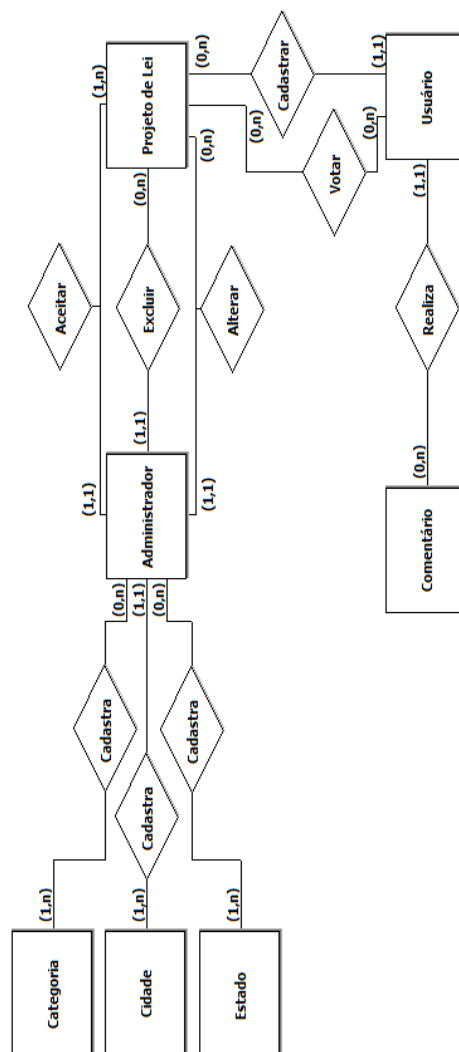 Categoria
(1,n)
Cadastra
(0,n)
Cidade
(1,n)
Cadastra
(1,1)
Estado
(1,n)
Cadastra
(0,n)
Administrador
(1,1)
Aceitar
(1,n)
(1,1)
Excluir
(0,n)
(1,1)
Alterar
(0,n)
Projeto de Lei
(0,n)
Cadastrar
(1,1)
(0,n)
Votar
(0,n)
Usuário
(1,1)
Realiza
(0,n)
Comentário